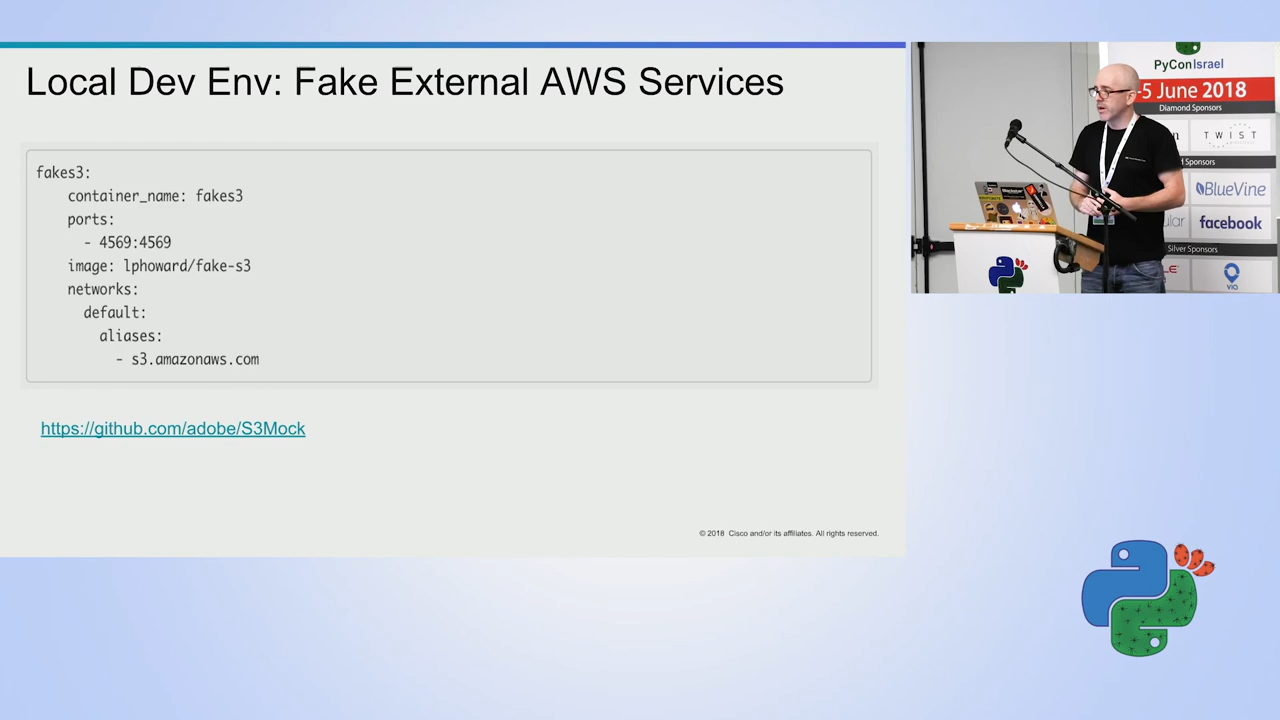 Local Dev Env: Fake External AWS Services
fakes3:
container_name: fakes3
ports:
- 4569:4569
image: lphoward/fake-s3
networks:
default:
aliases:
- s3.amazonaws.com
https://github.com/adobe/S3Mock
© 2018 Cisco and/or its affiliates. All rights reserved.
PyConIsrael
-5 June 2018
Diamond Sponsors
TWIST
Sponsors
BlueVine
facebook
Silver Sponsors
via